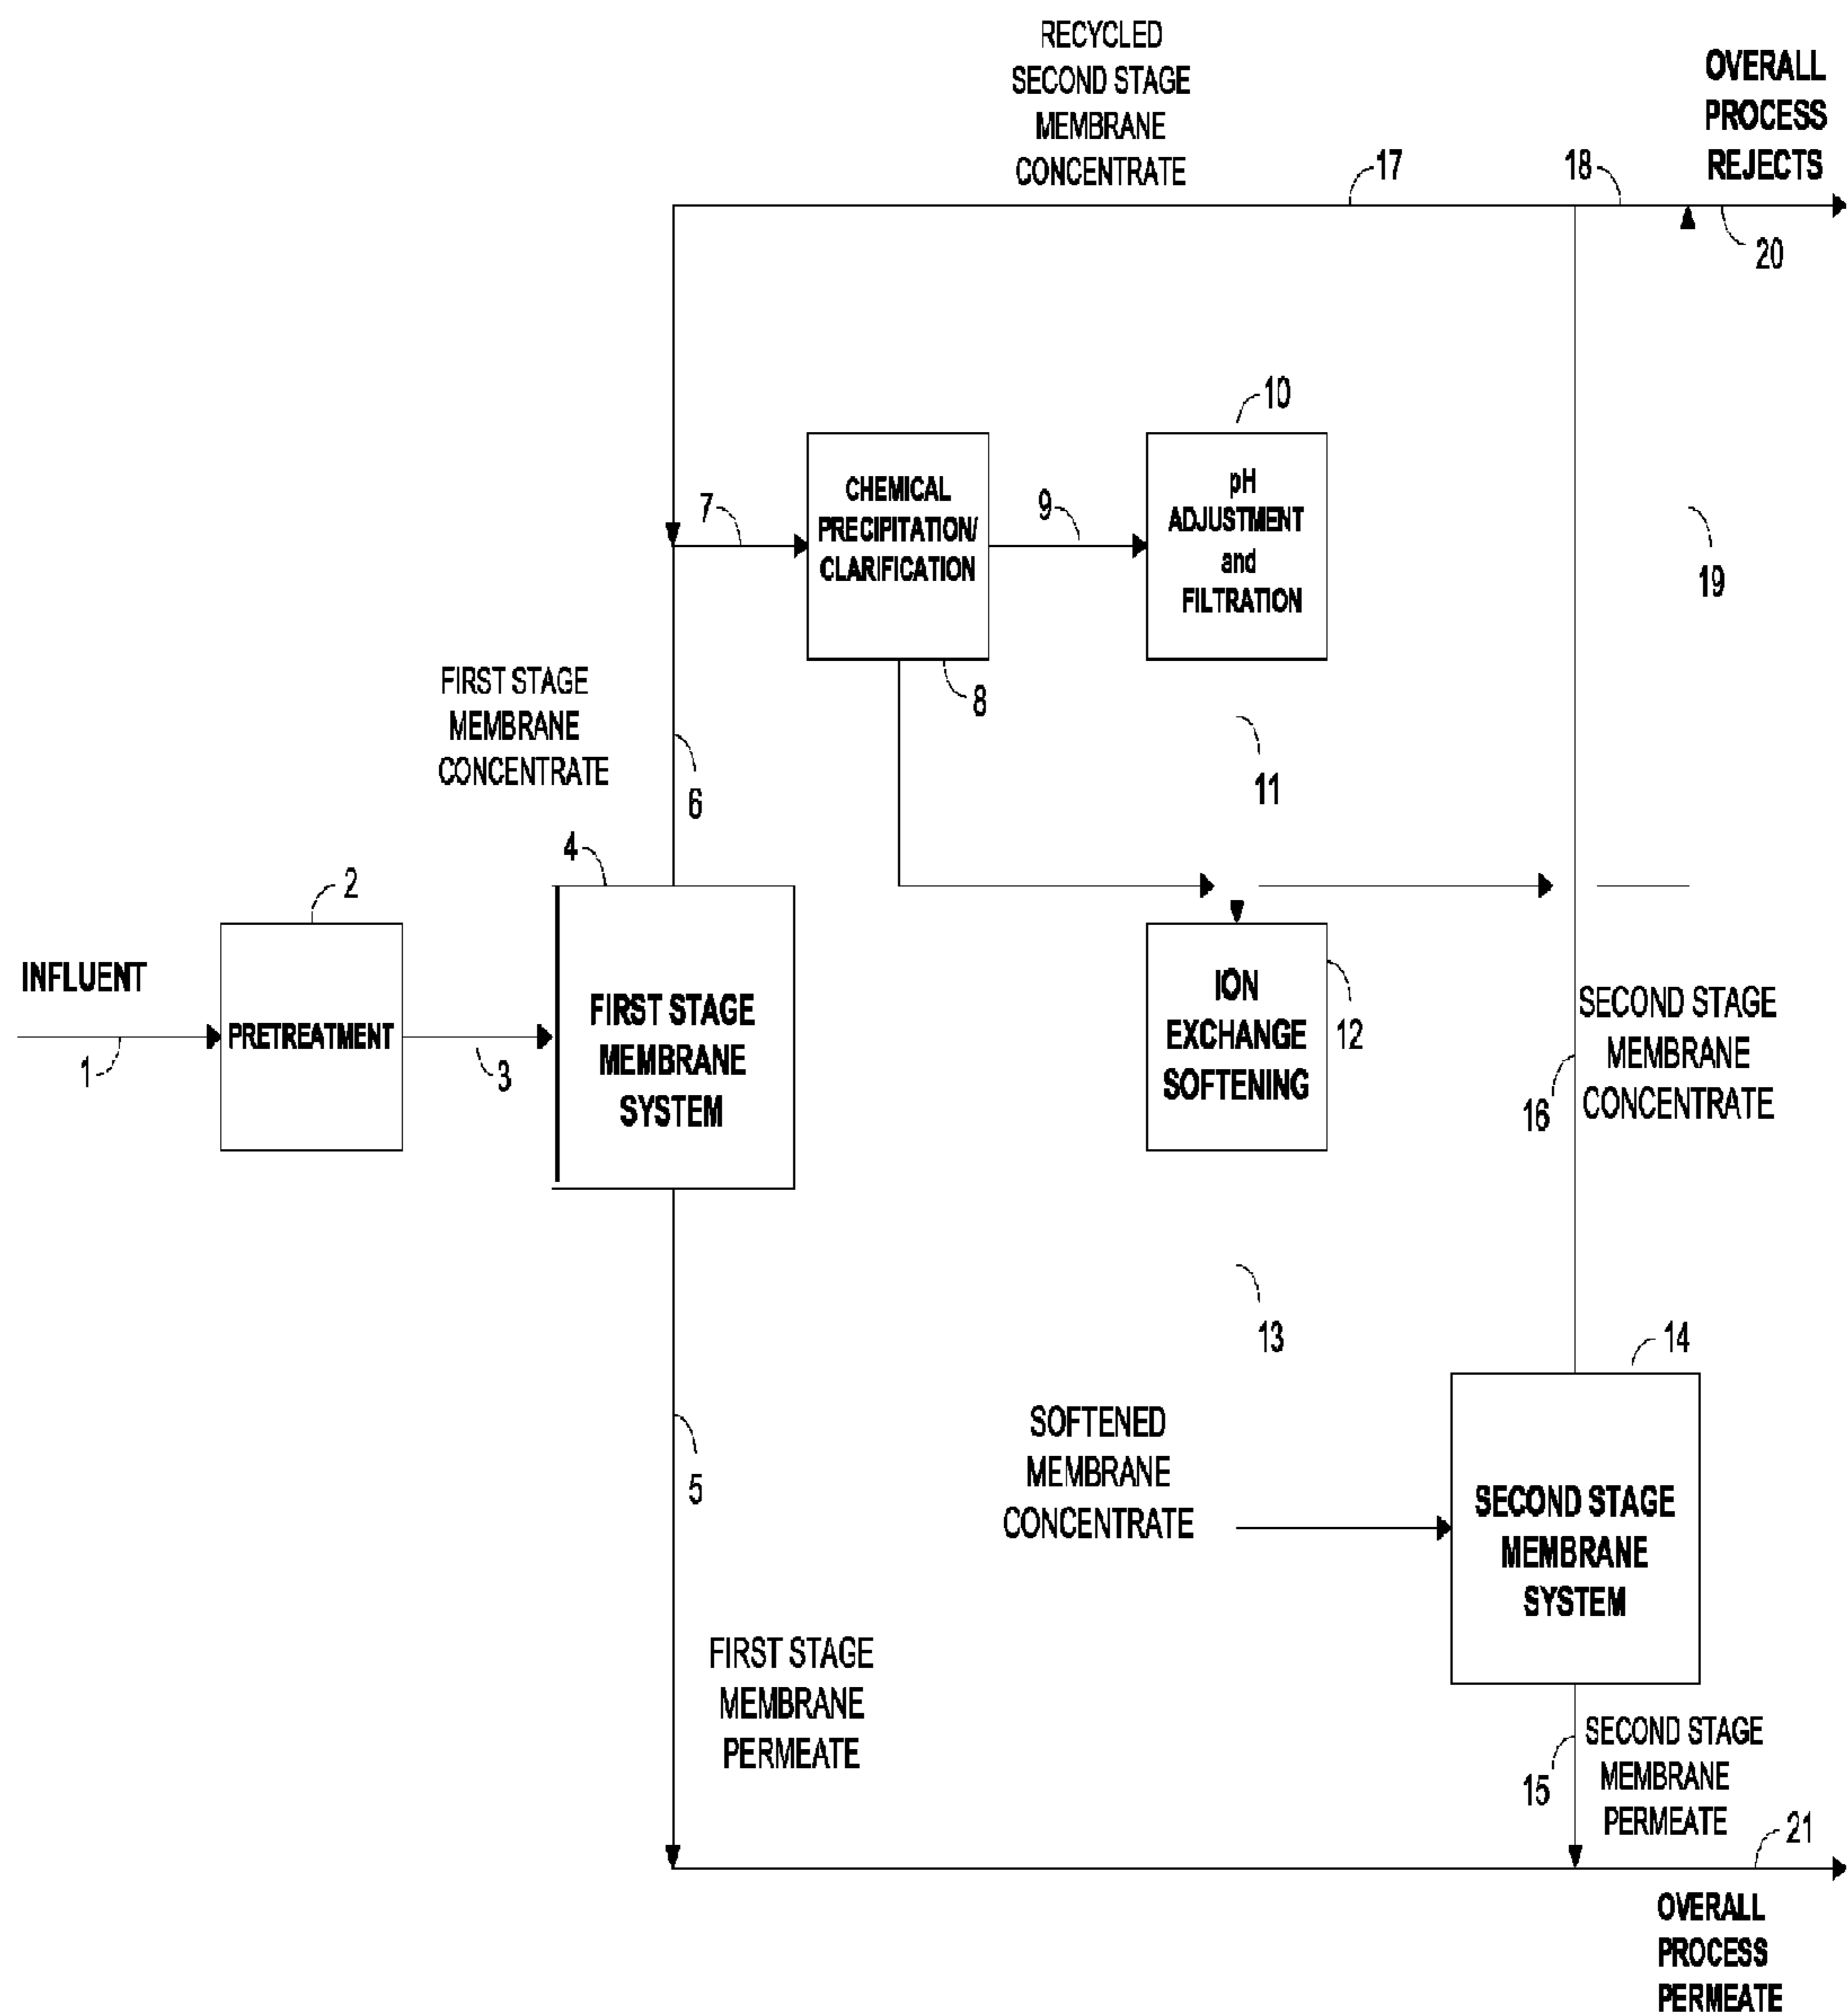 RECYCLED
SECOND STAGE
MEMBRANE
CONCENTRATE
OVERALL
PROCESS
REJECTS
17
18
20
10
7
CHEMICAL
PRECIPITATION/
CLARIFICATION
9
pH
ADJUSTMENT
and
FILTRATION
19
8
11
FIRST STAGE
MEMBRANE
CONCENTRATE
6
4
2
INFLUENT
1
PRETREATMENT
3
FIRST STAGE
MEMBRANE
SYSTEM
ION
EXCHANGE
SOFTENING
12
SECOND STAGE
MEMBRANE
CONCENTRATE
16
13
14
5
SOFTENED
MEMBRANE
CONCENTRATE
SECOND STAGE
MEMBRANE
SYSTEM
FIRST STAGE
MEMBRANE
PERMEATE
SECOND STAGE
MEMBRANE
PERMEATE
15
21
OVERALL
PROCESS
PERMEATE